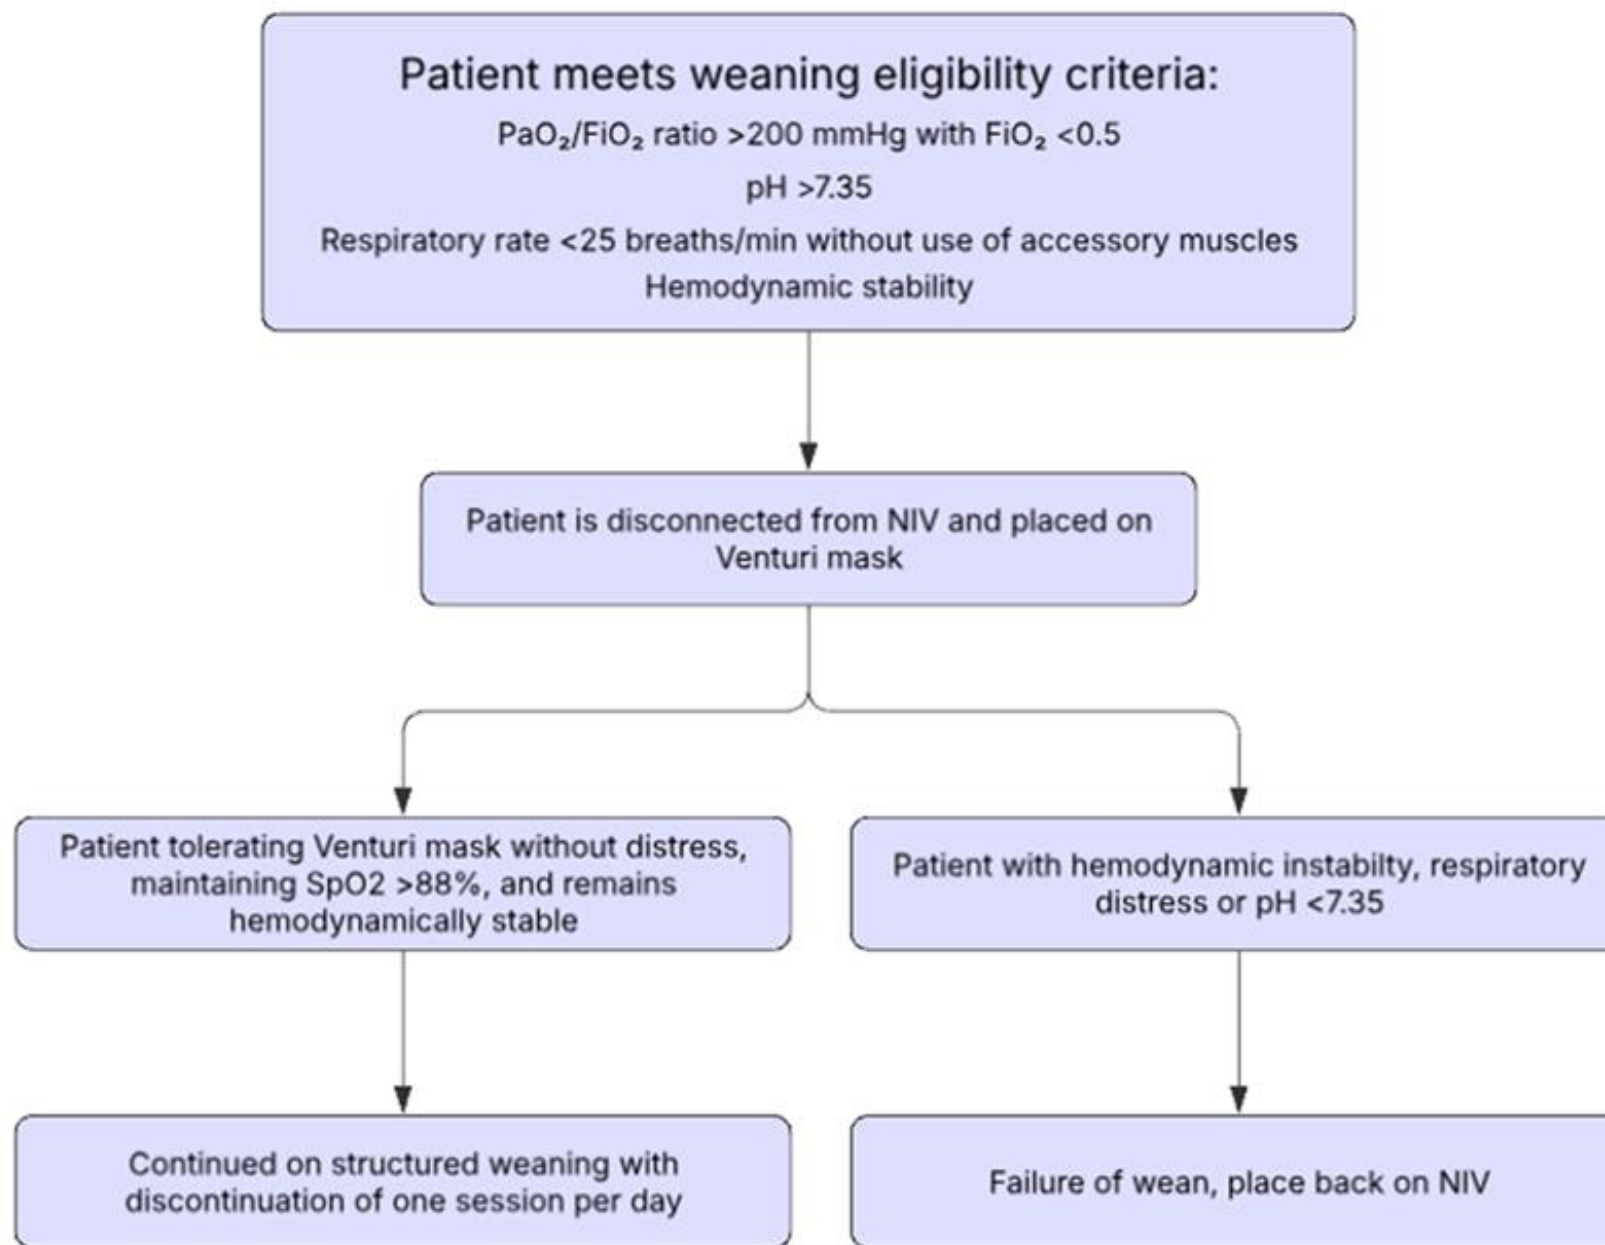 Patient meets weaning eligibility criteria:
PaO₂/FiO₂ ratio >200 mmHg with FiO₂ <0.5
pH >7.35
Respiratory rate <25 breaths/min without use of accessory muscles
Hemodynamic stability
Patient is disconnected from NIV and placed on
Venturi mask
Patient tolerating Venturi mask without distress,
maintaining SpO2 >88%, and remains
hemodynamically stable
Patient with hemodynamic instabilty, respiratory
distress or pH <7.35
Continued on structured weaning with
discontinuation of one session per day
Failure of wean, place back on NIV